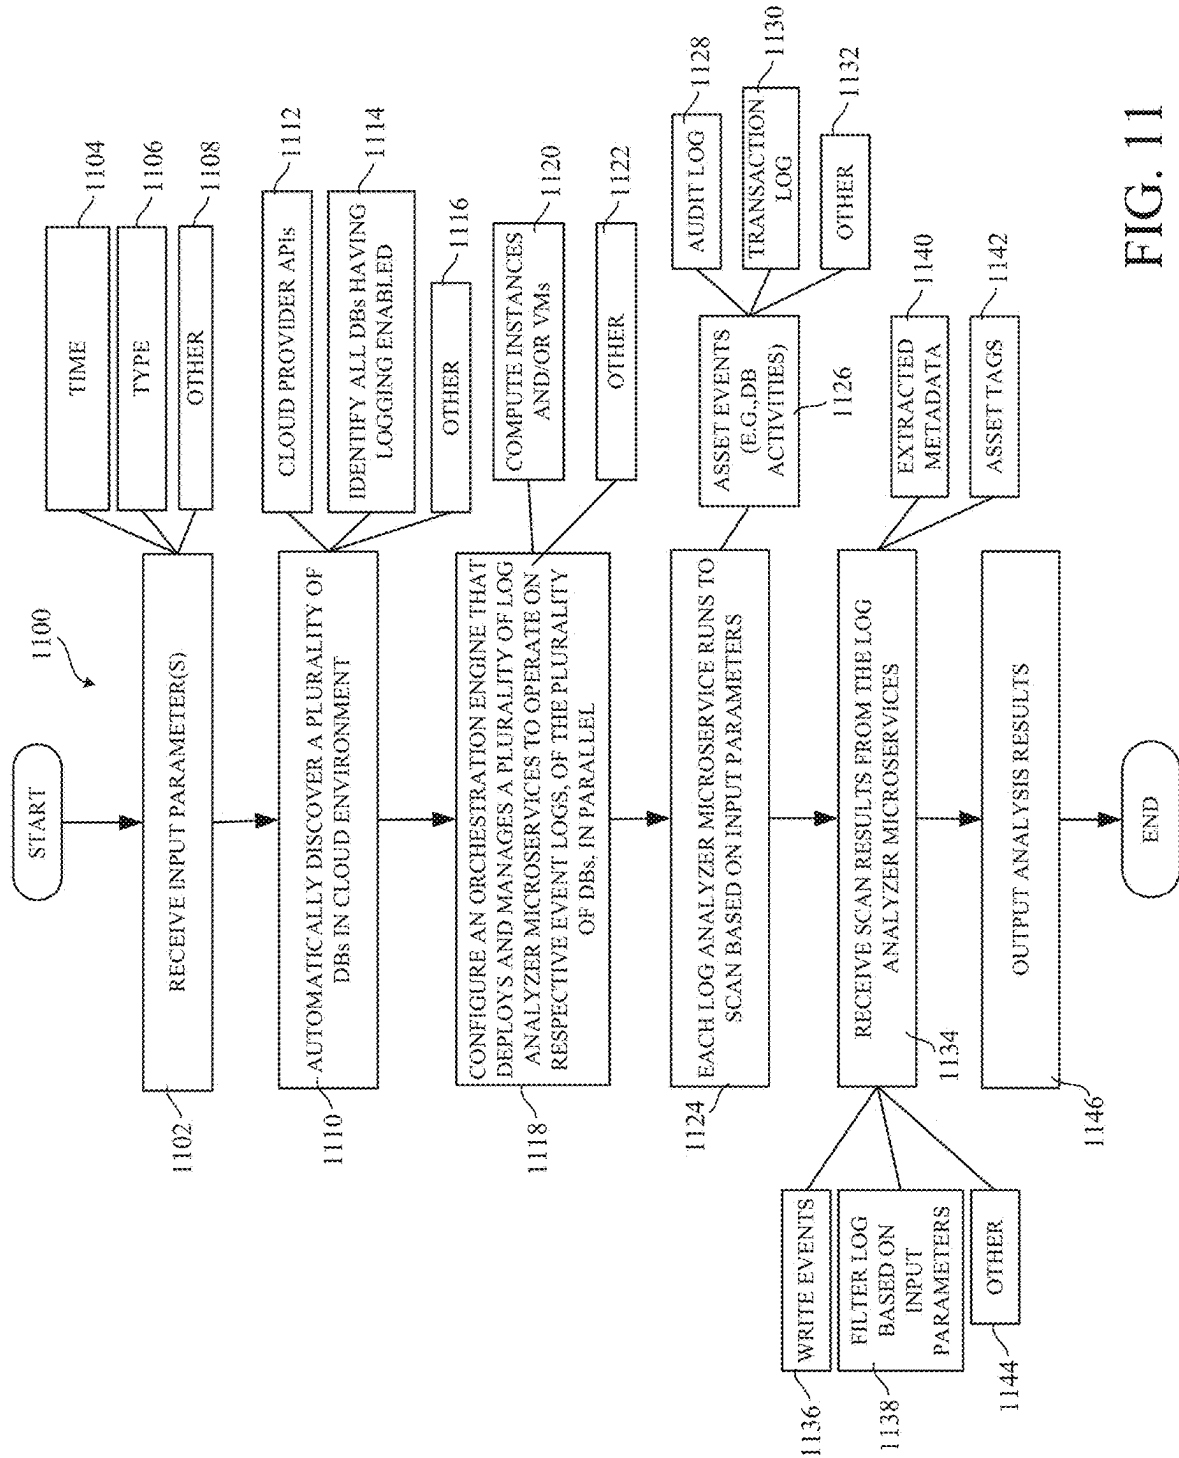 1100
START
RECEIVE INPUT PARAMETER(S)
1102
TIME
1104
TYPE
1106
OTHER
1108
AUTOMATICALLY DISCOVER A PLURALITY OF
DBs IN CLOUD ENVIRONMENT
1110
CLOUD PROVIDER APIs
1112
IDENTIFY ALL DBs HAVING
LOGGING ENABLED
1114
OTHER
1116
CONFIGURE AN ORCHESTRATION ENGINE THAT
DEPLOYS AND MANAGES A PLURALITY OF LOG
ANALYZER MICROSERVICES TO OPERATE ON
RESPECTIVE EVENT LOGS, OF THE PLURALITY
OF DBs, IN PARALLEL
1118
COMPUTE INSTANCES
AND/OR VMs
1120
OTHER
1122
EACH LOG ANALYZER MICROSERVICE RUNS TO
SCAN BASED ON INPUT PARAMETERS
1124
ASSET EVENTS
(E.G.,DB
ACTIVITIES)
1126
AUDIT LOG
1128
TRANSACTION
LOG
1130
OTHER
1132
RECEIVE SCAN RESULTS FROM THE LOG
ANALYZER MICROSERVICES
1134
WRITE EVENTS
1136
FILTER LOG
BASED ON
INPUT
PARAMETERS
1138
EXTRACTED
METADATA
1140
ASSET TAGS
1142
OTHER
1144
OUTPUT ANALYSIS RESULTS
1146
END
FIG. 11